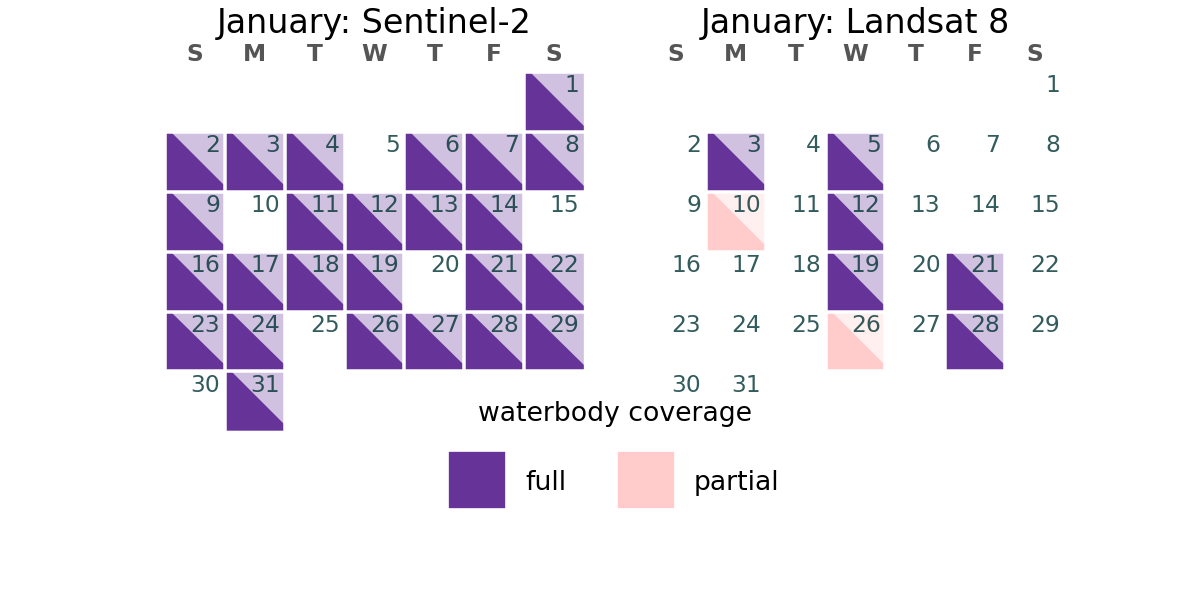 January: Sentinel-2
S M T W T F S
1
2 3 4 5 6 7 8
9 10 11 12 13 14 15
16 17 18 19 20 21 22
23 24 25 26 27 28 29
30 31
January: Landsat 8
S M T W T F S
1
2 3 4 5 6 7 8
9 10 11 12 13 14 15
16 17 18 19 20 21 22
23 24 25 26 27 28 29
30 31
waterbody coverage
full partial